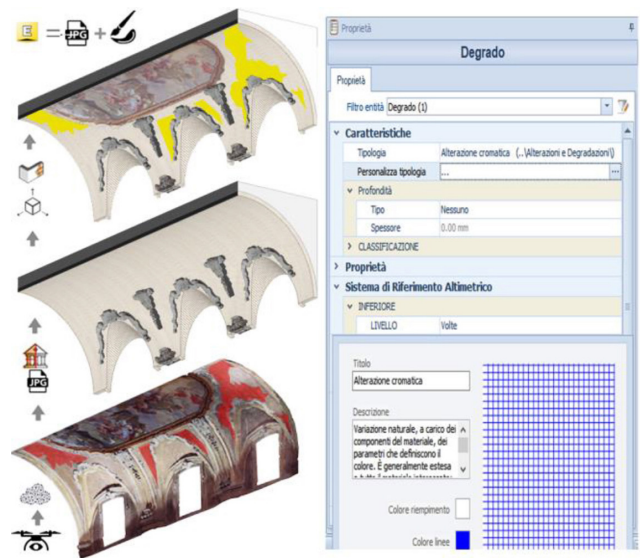 E = JPG +
JPG
Proprietà
Degrado
Proprietà
Filtro entità Degrado (1)
Caratteristiche
Tipologia Alterazione cromatica (..\Alterazioni e Degradazioni\)
Personalizza tipologia ...
Profondità
Tipo Nessuno
Spessore 0.00 mm
CLASSIFICAZIONE
Proprietà
Sistema di Riferimento Altimetrico
INFERIORE
LIVELLO Volte
Titolo
Alterazione cromatica
Descrizione
Variazione naturale, a carico dei
componenti del materiale, dei
parametri che definiscono il
colore. È generalmente estesa
Colore riempimento
Colore linee